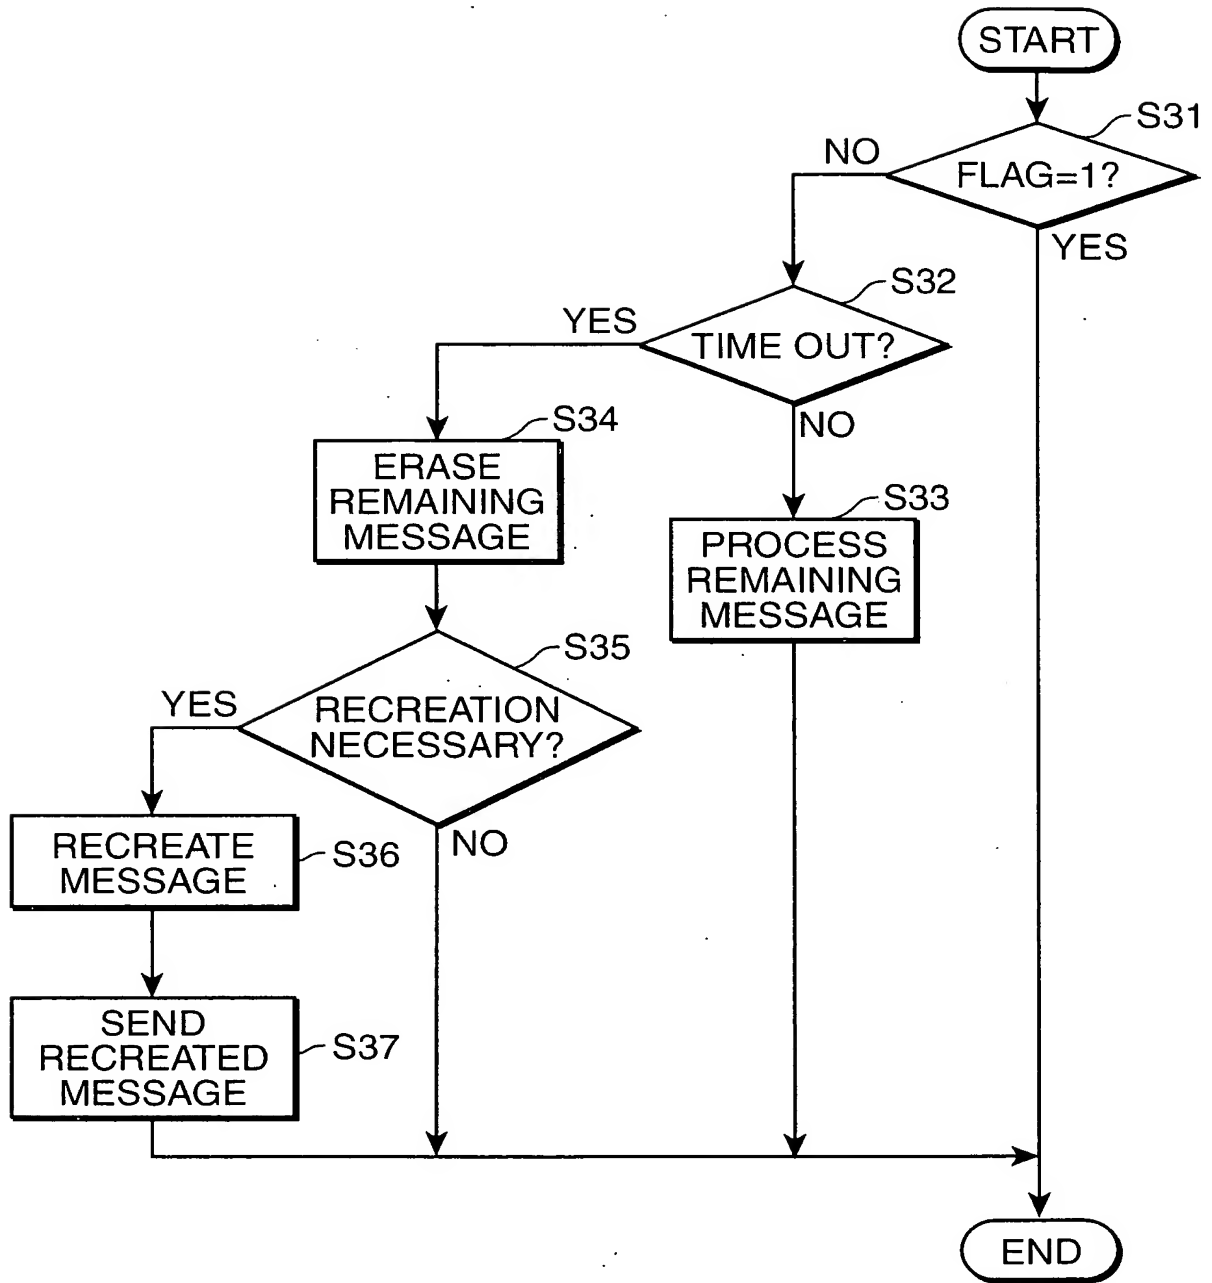 START
S31
FLAG=1?
NO
YES
S32
TIME OUT?
YES
NO
S34
ERASE
REMAINING
MESSAGE
S33
PROCESS
REMAINING
MESSAGE
S35
RECREATION
NECESSARY?
YES
NO
RECREATE
MESSAGE
S36
SEND
RECREATED
MESSAGE
S37
END